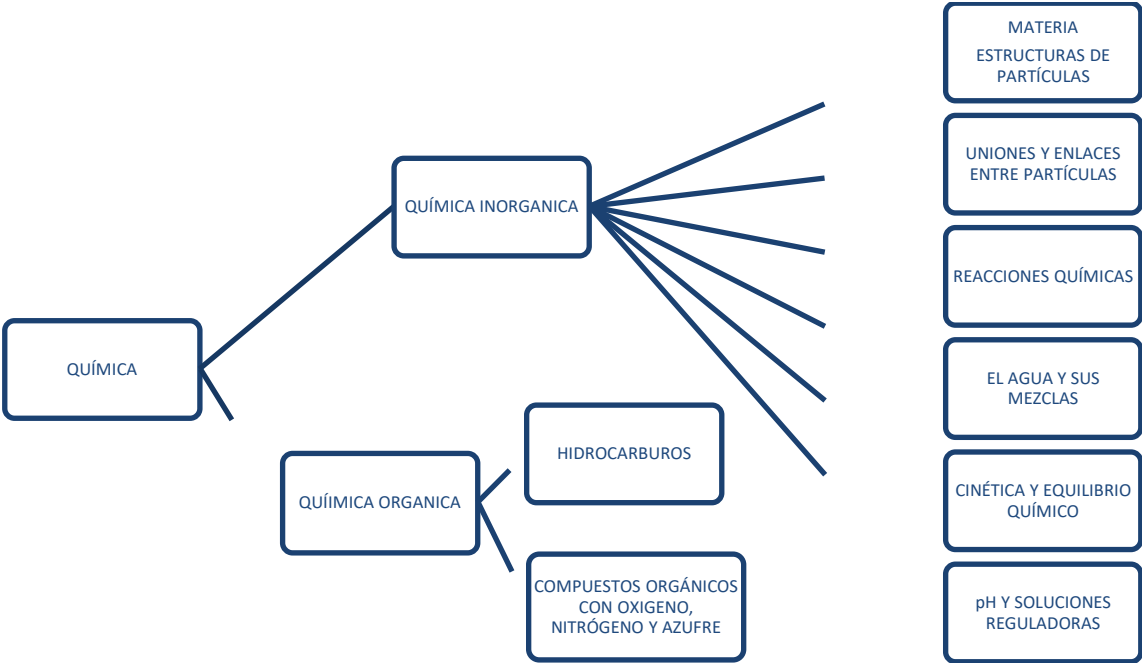 QUÍMICA
QUÍMICA INORGANICA
MATERIA
ESTRUCTURAS DE
PARTÍCULAS
UNIONES Y ENLACES
ENTRE PARTÍCULAS
REACCIONES QUÍMICAS
EL AGUA Y SUS
MEZCLAS
CINÉTICA Y EQUILIBRIO
QUÍMICO
pH Y SOLUCIONES
REGULADORAS
QUÍIMICA ORGANICA
HIDROCARBUROS
COMPUESTOS ORGÁNICOS
CON OXIGENO,
NITRÓGENO Y AZUFRE